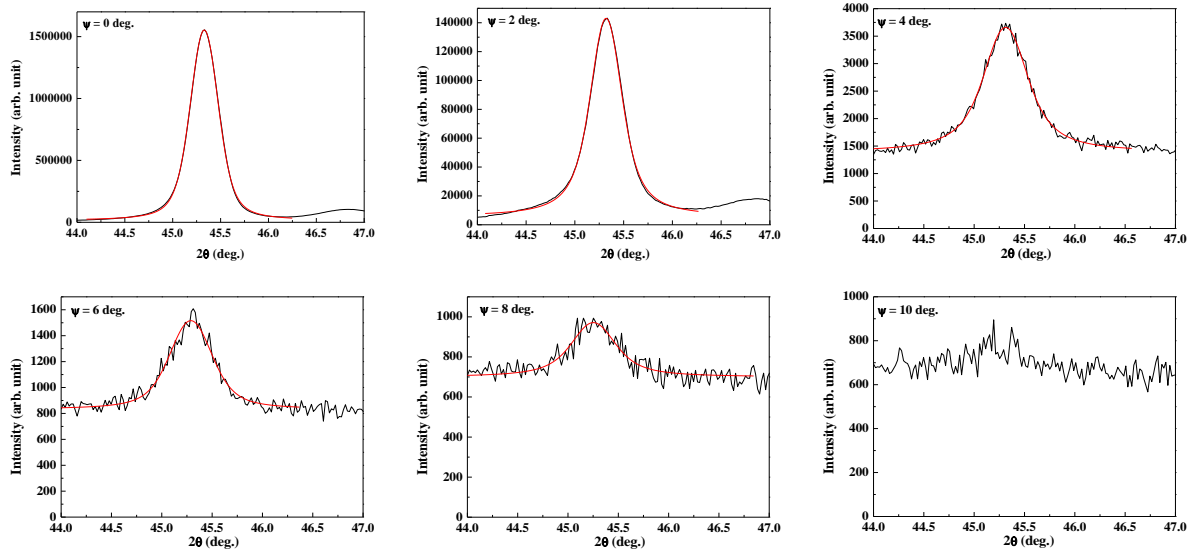 ψ = 0 deg.
Intensity (arb. unit)
1500000
1000000
500000
0
44.0 44.5 45.0 45.5 46.0 46.5 47.0
2θ (deg.)
ψ = 2 deg.
Intensity (arb. unit)
140000
120000
100000
80000
60000
40000
20000
0
44.0 44.5 45.0 45.5 46.0 46.5 47.0
2θ (deg.)
ψ = 4 deg.
Intensity (arb. unit)
4000
3500
3000
2500
2000
1500
1000
500
0
44.0 44.5 45.0 45.5 46.0 46.5 47.0
2θ (deg.)
ψ = 6 deg.
Intensity (arb. unit)
1600
1400
1200
1000
800
600
400
200
0
44.0 44.5 45.0 45.5 46.0 46.5 47.0
2θ (deg.)
ψ = 8 deg.
Intensity (arb. unit)
1000
800
600
400
200
0
44.0 44.5 45.0 45.5 46.0 46.5 47.0
2θ (deg.)
ψ = 10 deg.
Intensity (arb. unit)
1000
800
600
400
200
0
44.0 44.5 45.0 45.5 46.0 46.5 47.0
2θ (deg.)